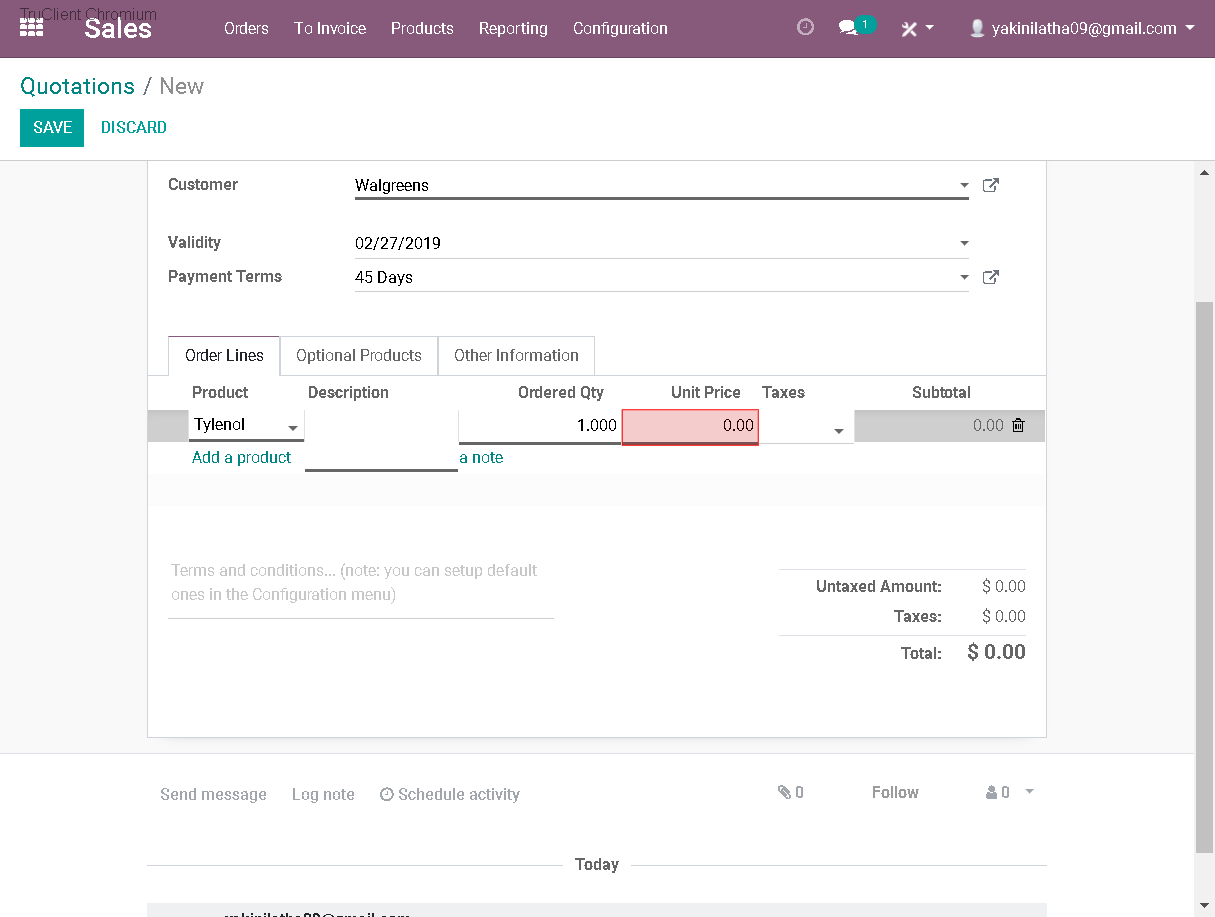 TruClient Chromium
Sales Orders To Invoice Products Reporting Configuration 1 yakinilatha09@gmail.com
Quotations / New
SAVE DISCARD
Customer Walgreens
Validity 02/27/2019
Payment Terms 45 Days
Order Lines Optional Products Other Information
Product Description Ordered Qty Unit Price Taxes Subtotal
Tylenol 1.000 0.00 0.00
Add a product a note
Terms and conditions... (note: you can setup default
ones in the Configuration menu)
Untaxed Amount: $ 0.00
Taxes: $ 0.00
Total: $ 0.00
Send message Log note Schedule activity 0 Follow 0
Today
yakinilatha09@gmail.com